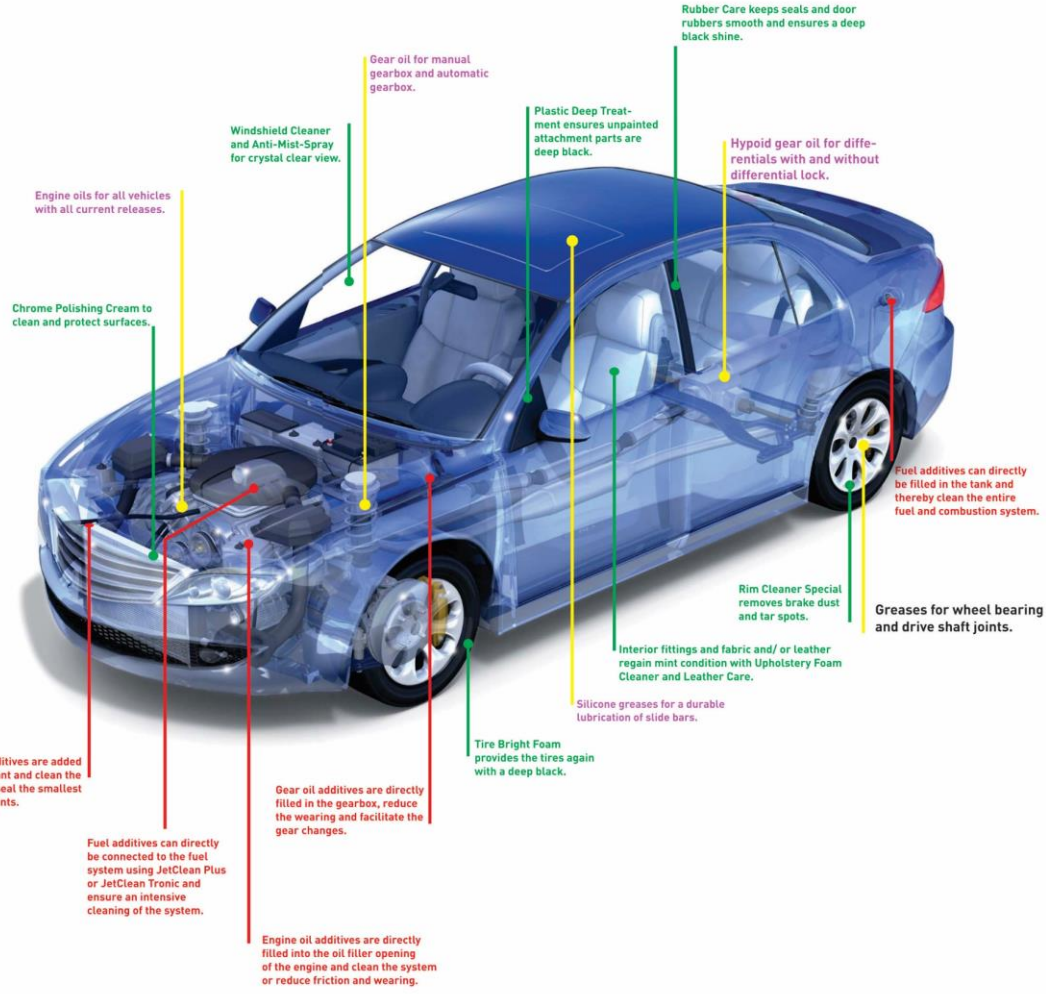 Rubber Care keeps seals and door
rubbers smooth and ensures a deep
black shine.
Gear oil for manual
gearbox and automatic
gearbox.
Plastic Deep Treat-
ment ensures unpainted
attachment parts are
deep black.
Windshield Cleaner
and Anti-Mist-Spray
for crystal clear view.
Hypoid gear oil for diffe-
rentials with and without
differential lock.
Engine oils for all vehicles
with all current releases.
Chrome Polishing Cream to
clean and protect surfaces.
Fuel additives can directly
be filled in the tank and
thereby clean the entire
fuel and combustion system.
Rim Cleaner Special
removes brake dust
and tar spots.
Greases for wheel bearing
and drive shaft joints.
Interior fittings and fabric and/ or leather
regain mint condition with Upholstery Foam
Cleaner and Leather Care.
Silicone greases for a durable
lubrication of slide bars.
Tire Bright Foam
provides the tires again
with a deep black.
are added
and clean the
the smallest
Gear oil additives are directly
filled in the gearbox, reduce
the wearing and facilitate the
gear changes.
Fuel additives can directly
be connected to the fuel
system using JetClean Plus
or JetClean Tronic and
ensure an intensive
cleaning of the system.
Engine oil additives are directly
filled into the oil filler opening
of the engine and clean the system
or reduce friction and wearing.